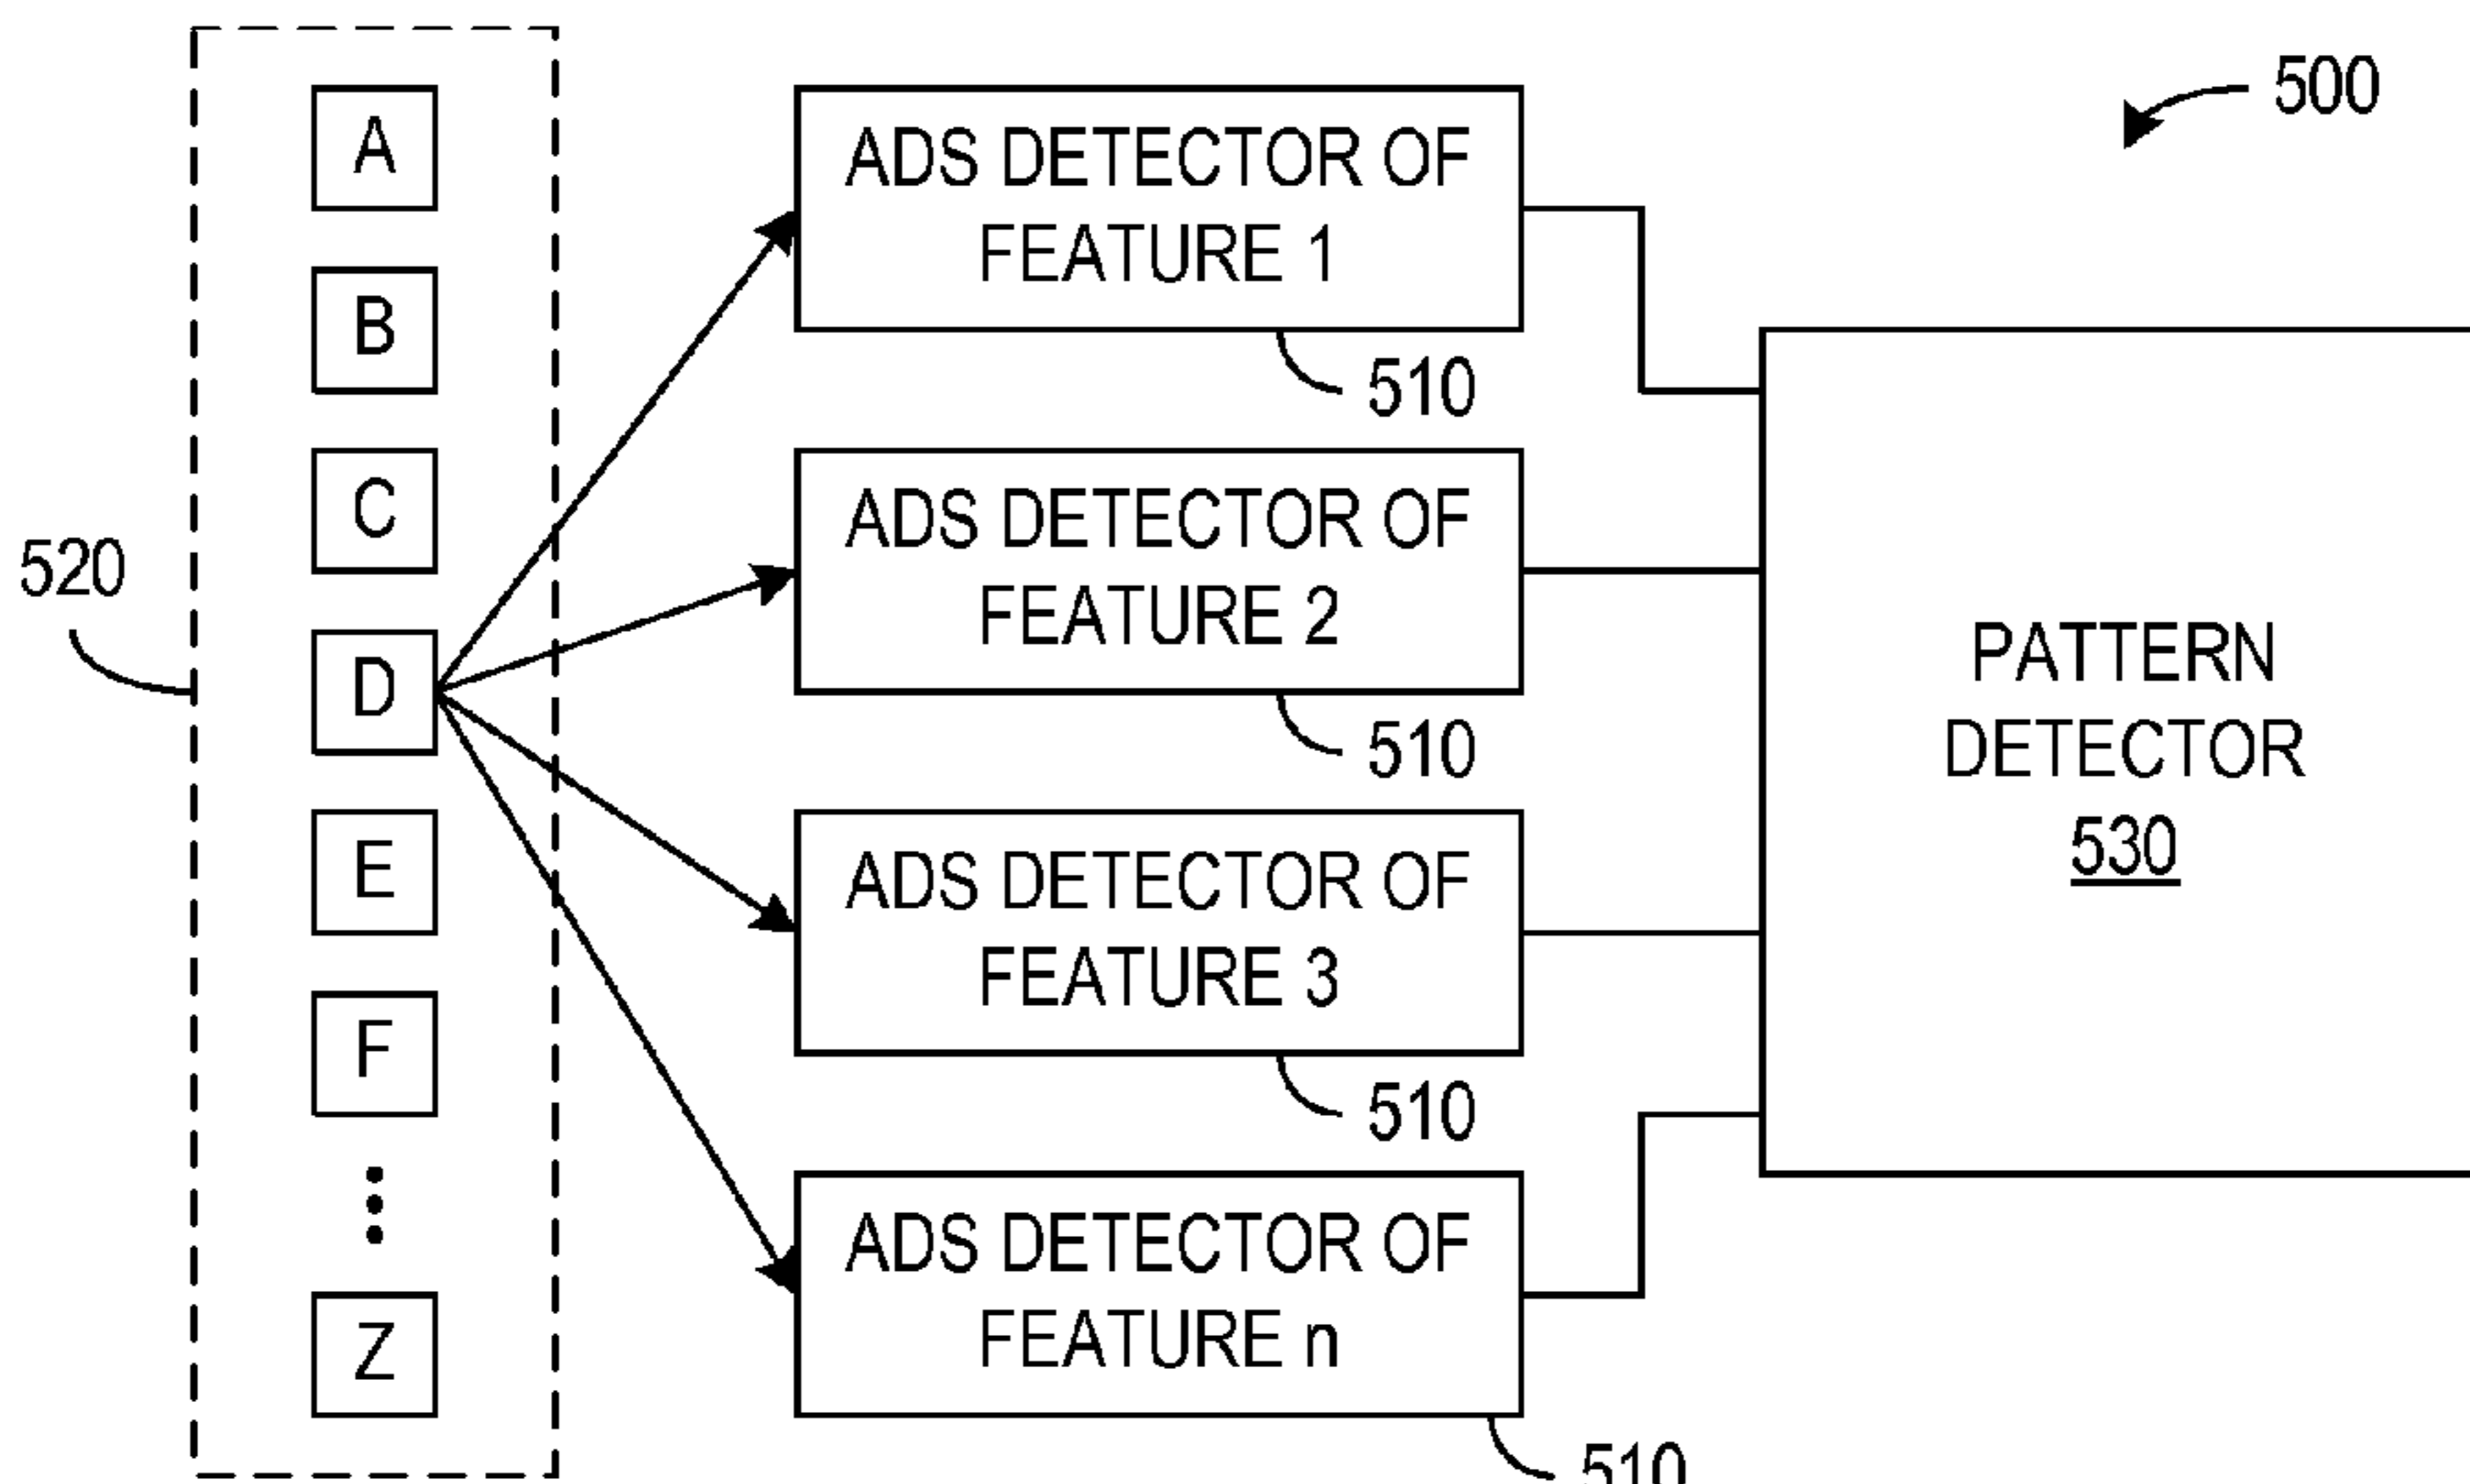 500
520
A
B
C
D
E
F
Z
ADS DETECTOR OF
FEATURE 1
510
ADS DETECTOR OF
FEATURE 2
510
ADS DETECTOR OF
FEATURE 3
510
ADS DETECTOR OF
FEATURE n
510
PATTERN
DETECTOR
530